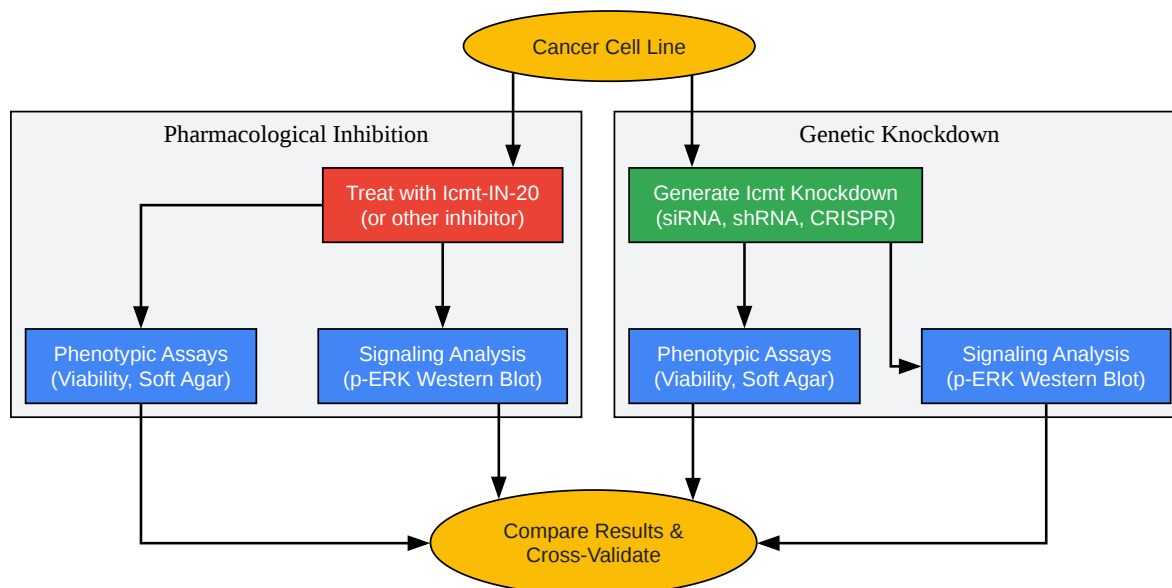 Cancer Cell Line
Pharmacological Inhibition
Genetic Knockdown
Treat with Icmt-IN-20
(or other inhibitor)
Generate Icmt Knockdown
(siRNA, shRNA, CRISPR)
Phenotypic Assays
(Viability, Soft Agar)
Signaling Analysis
(p-ERK Western Blot)
Phenotypic Assays
(Viability, Soft Agar)
Signaling Analysis
(p-ERK Western Blot)
Compare Results &
Cross-Validate